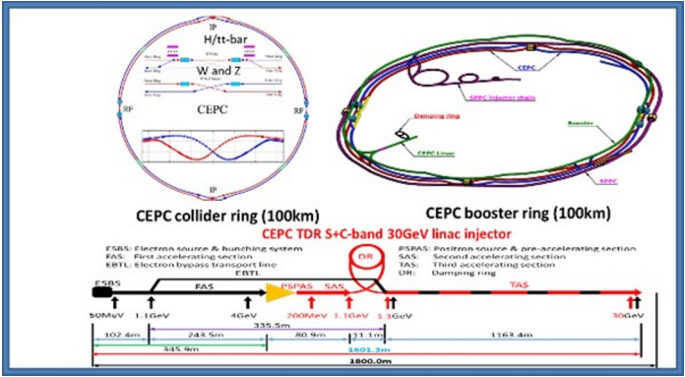 IP
H/tt-bar
W and Z
RF
RF
CEPC
IP
CEPC
SPPC Injector chain
Damping ring
Booster
CEPC Linac
SPPC
CEPC collider ring (100km)
CEPC booster ring (100km)
CEPC TDR S+C-band 30GeV linac injector
ESBS: Electron source & bunching system
FAS: First accelerating section
EBTL: Electron bypass transport line
PSPAS: Positron source & pre-accelerating section
SAS: Second accelerating section
TAS: Third accelerating section
DR: Damping ring
DR
EBTL
ESBS
FAS
PSPAS
SAS
TAS
50MeV
1.1GeV
4GeV
200MeV
1.1GeV
1.1GeV
30GeV
335.5m
102.4m
243.5m
80.9m
11.1m
1163.4m
345.9m
1601.3m
1800.0m